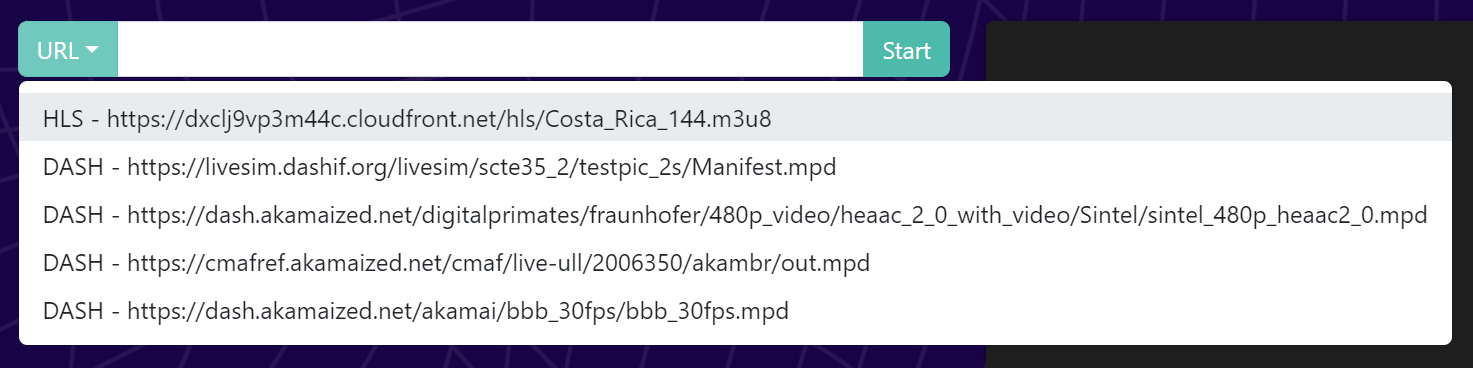 URL Start
HLS - https://dxclj9vp3m44c.cloudfront.net/hls/Costa_Rica_144.m3u8
DASH - https://livesim.dashif.org/livesim/scte35_2/testpic_2s/Manifest.mpd
DASH - https://dash.akamaized.net/digitalprimates/fraunhofer/480p_video/heaac_2_0_with_video/Sintel/sintel_480p_heaac2_0.mpd
DASH - https://cmafref.akamaized.net/cmaf/live-ull/2006350/akambr/out.mpd
DASH - https://dash.akamaized.net/akamai/bbb_30fps/bbb_30fps.mpd